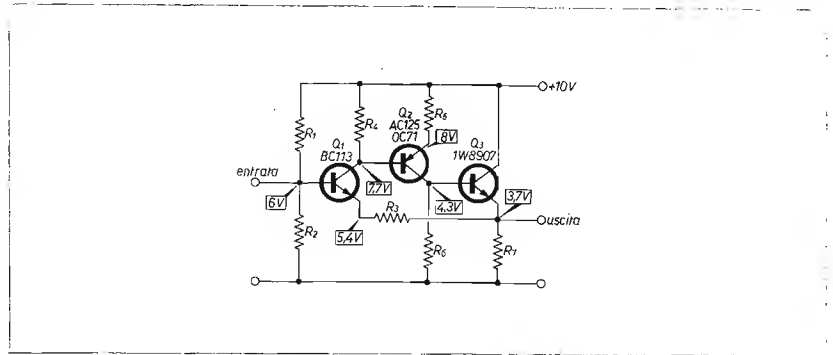 +10V
Q2
AC125
OC71
R5
R1
R4
Q1
BC113
8V
Q3
1W8907
entrata
7,7V
6V
4,3V
3,7V
R3
uscita
R2
5,4V
R6
R7